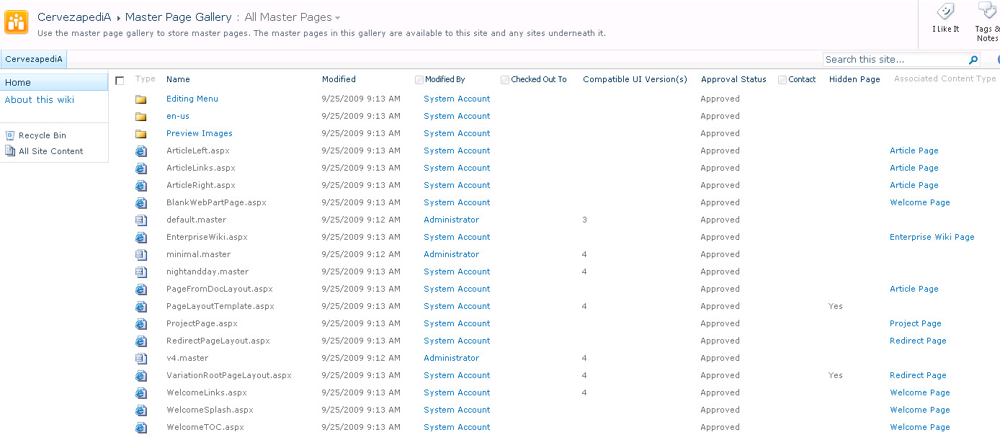 CervezapediA ▸ Master Page Gallery : All Master Pages
Use the master page gallery to store master pages. The master pages in this gallery are available to this site and any sites underneath it.
I Like It
Tags &
Notes
CervezapediA
Search this site...
Home
About this wiki
Recycle Bin
All Site Content
Type Name Modified Modified By Checked Out To Compatible UI Version(s) Approval Status Contact Hidden Page Associated Content Type
Editing Menu 9/25/2009 9:13 AM System Account Approved
en-us 9/25/2009 9:13 AM System Account Approved
Preview Images 9/25/2009 9:13 AM System Account Approved
ArticleLeft.aspx 9/25/2009 9:13 AM System Account Approved Article Page
ArticleLinks.aspx 9/25/2009 9:13 AM System Account Approved Article Page
ArticleRight.aspx 9/25/2009 9:13 AM System Account Approved Article Page
BlankWebPartPage.aspx 9/25/2009 9:13 AM System Account Approved Welcome Page
default.master 9/25/2009 9:12 AM Administrator 3 Approved
EnterpriseWiki.aspx 9/25/2009 9:13 AM System Account Approved Enterprise Wiki Page
minimal.master 9/25/2009 9:12 AM Administrator 4 Approved
nightandday.master 9/25/2009 9:13 AM System Account 4 Approved
PageFromDocLayout.aspx 9/25/2009 9:13 AM System Account Approved Article Page
PageLayoutTemplate.aspx 9/25/2009 9:13 AM System Account 4 Approved Yes
ProjectPage.aspx 9/25/2009 9:13 AM System Account Approved Project Page
RedirectPageLayout.aspx 9/25/2009 9:13 AM System Account Approved Redirect Page
v4.master 9/25/2009 9:12 AM Administrator 4 Approved
VariationRootPageLayout.aspx 9/25/2009 9:13 AM System Account 4 Approved Yes Redirect Page
WelcomeLinks.aspx 9/25/2009 9:13 AM System Account 4 Approved Welcome Page
WelcomeSplash.aspx 9/25/2009 9:13 AM System Account Approved Welcome Page
WelcomeTOC.aspx 9/25/2009 9:13 AM System Account Approved Welcome Page